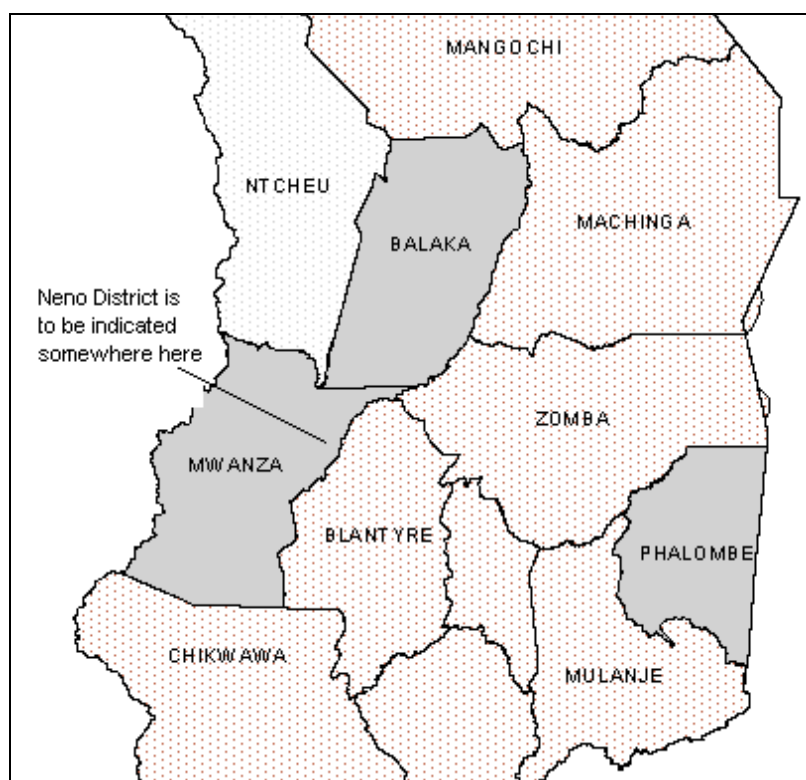 MANGOCHI
NTCHEU
MACHINGA
BALAKA
Neno District is
to be indicated
somewhere here
ZOMBA
MWANZA
BLANTYRE
PHALOMBE
CHIKWAWA
MULANJE